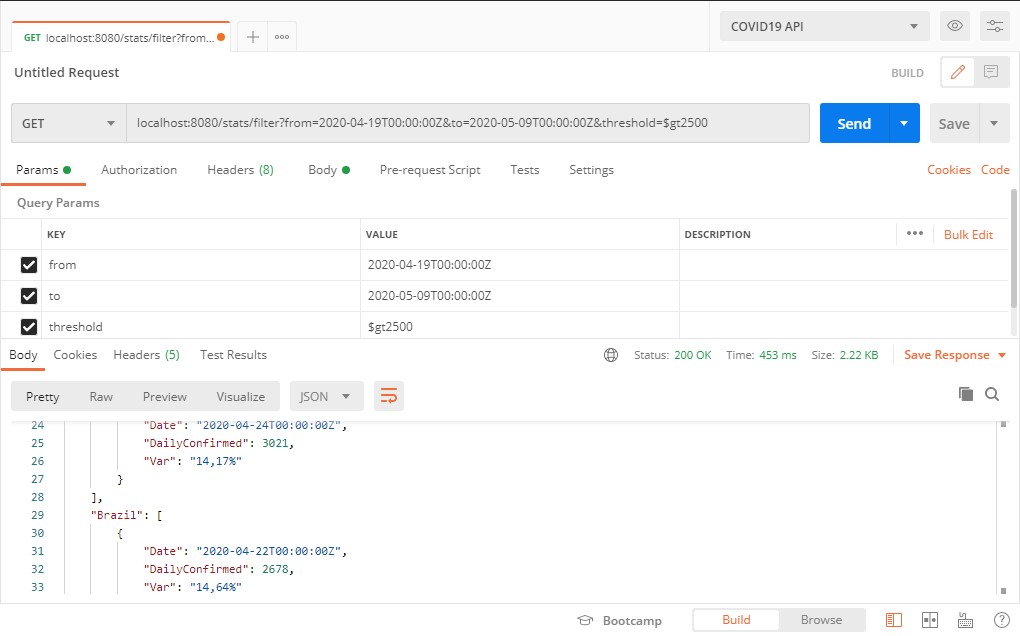 GET localhost:8080/stats/filter?from...
COVID19 API
Untitled Request
BUILD
GET localhost:8080/stats/filter?from=2020-04-19T00:00:00Z&to=2020-05-09T00:00:00Z&threshold=$gt2500 Send Save
Params Authorization Headers (8) Body Pre-request Script Tests Settings Cookies Code
Query Params
KEY VALUE DESCRIPTION ••• Bulk Edit
from 2020-04-19T00:00:00Z
to 2020-05-09T00:00:00Z
threshold $gt2500
Body Cookies Headers (5) Test Results Status: 200 OK Time: 453 ms Size: 2.22 KB Save Response
Pretty Raw Preview Visualize JSON
24 "Date": "2020-04-24T00:00:00Z",
25 "DailyConfirmed": 3021,
26 "Var": "14,17%"
27 }
28 ],
29 "Brazil": [
30 {
31 "Date": "2020-04-22T00:00:00Z",
32 "DailyConfirmed": 2678,
33 "Var": "14,64%"
Bootcamp Build Browse ?